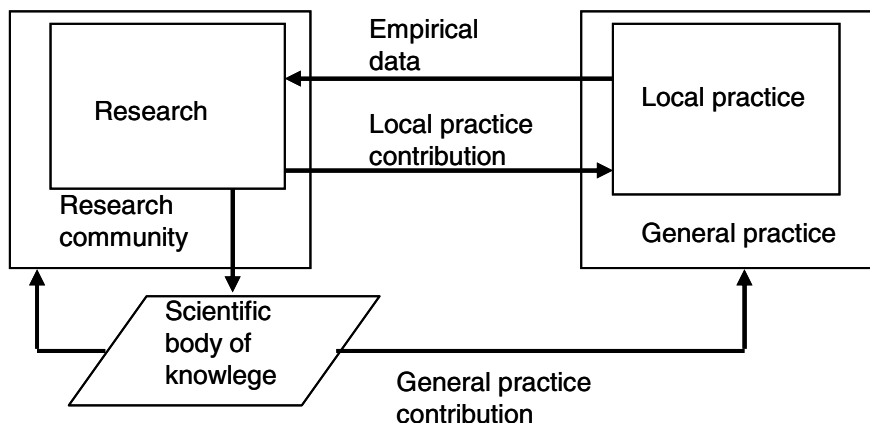 Empirical
data
Research
Local practice
Local practice
contribution
Research
community
General practice
Scientific
body of
knowlege
General practice
contribution